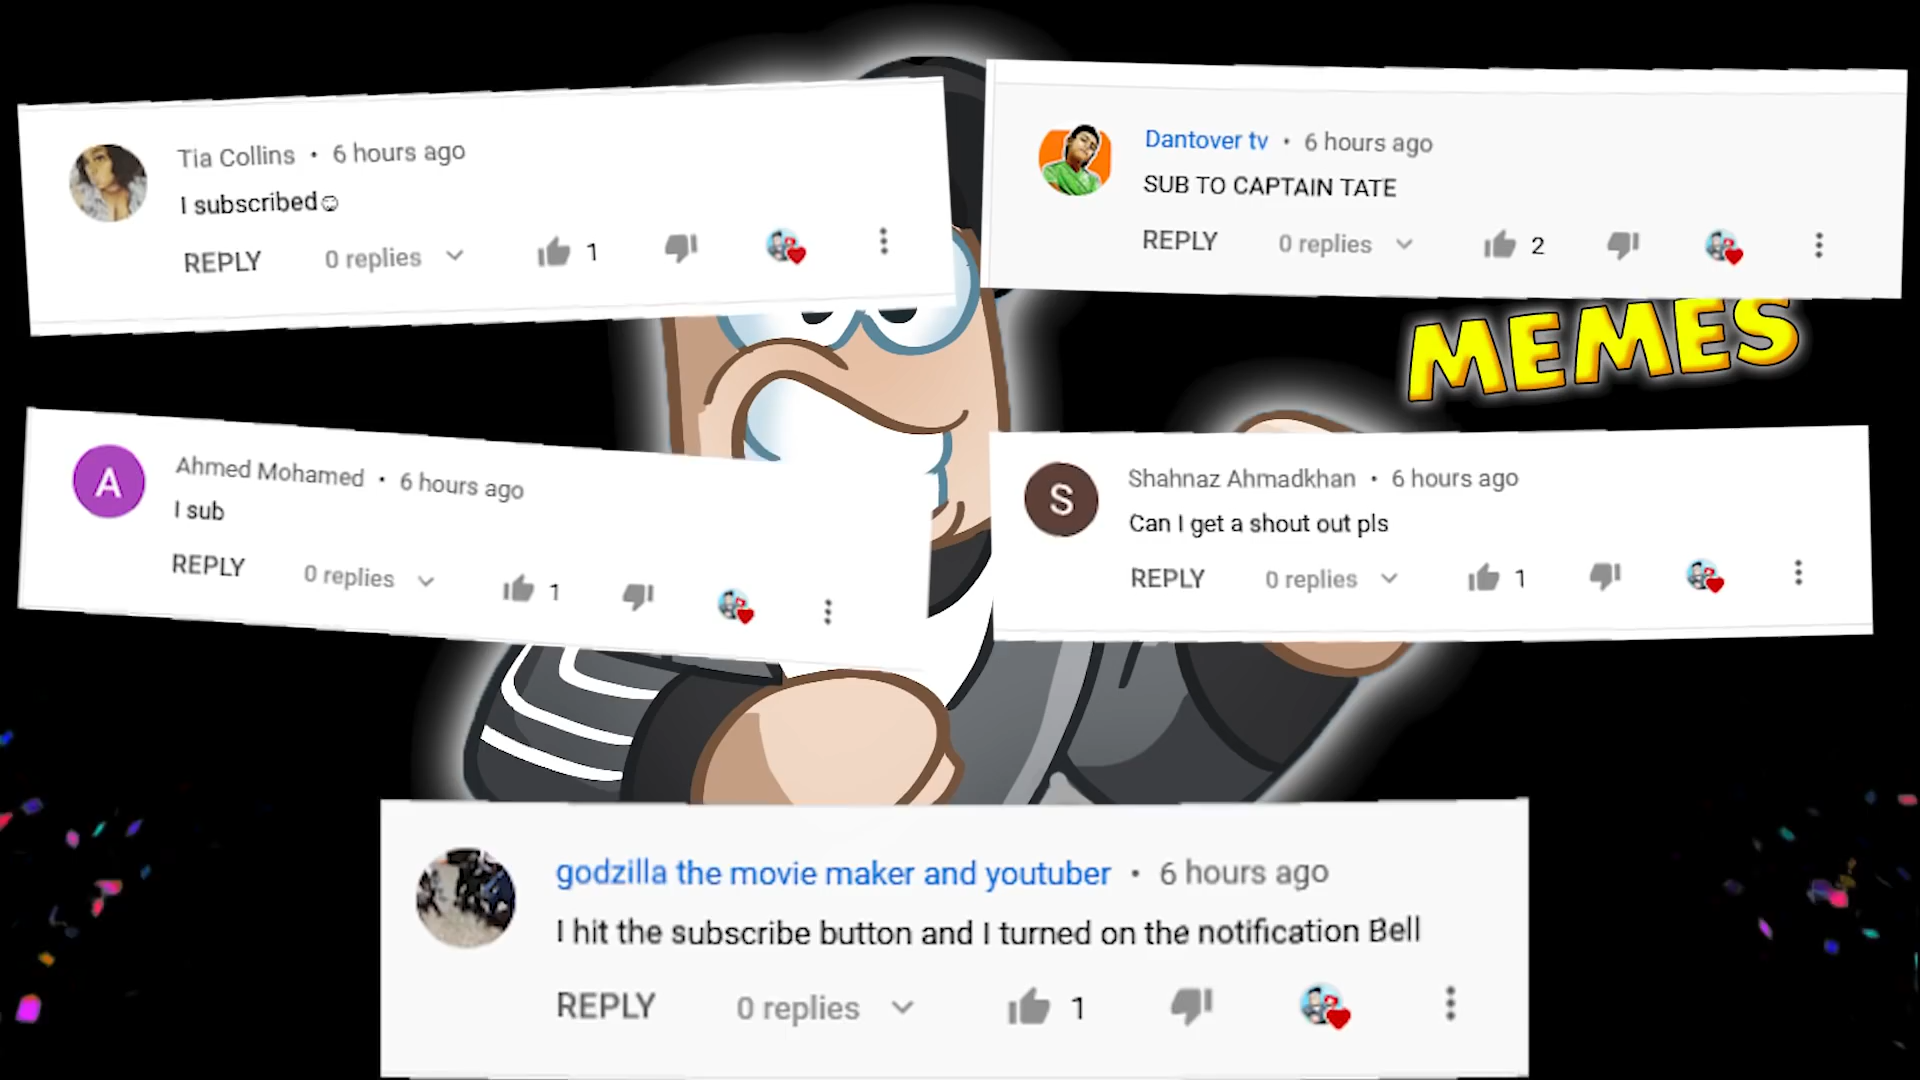 Tia Collins • 6 hours ago
I subscribed☺
REPLY 0 replies 1
Dantover tv • 6 hours ago
SUB TO CAPTAIN TATE
REPLY 0 replies 2
MEMES
A
Ahmed Mohamed • 6 hours ago
I sub
REPLY 0 replies 1
S
Shahnaz Ahmadkhan • 6 hours ago
Can I get a shout out pls
REPLY 0 replies 1
godzilla the movie maker and youtuber • 6 hours ago
I hit the subscribe button and I turned on the notification Bell
REPLY 0 replies 1